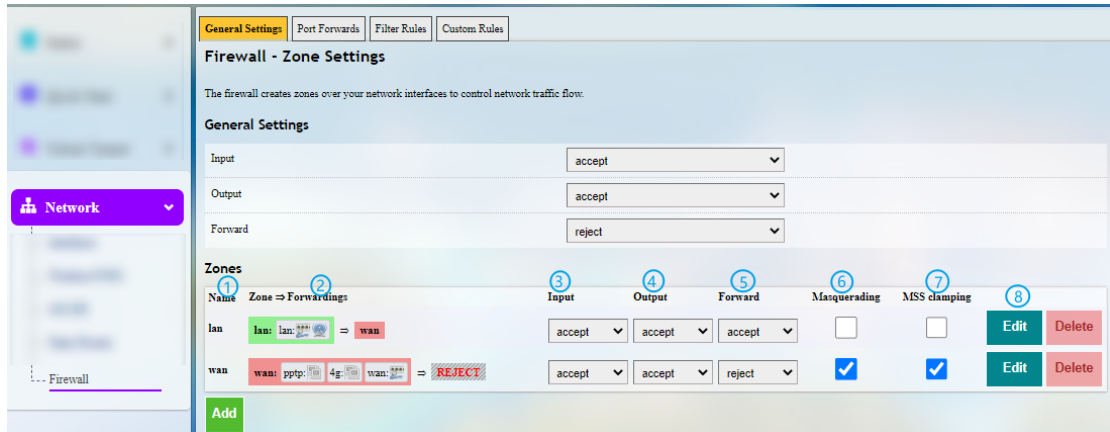 General Settings Port Forwards Filter Rules Custom Rules
Firewall - Zone Settings
The firewall creates zones over your network interfaces to control network traffic flow.
General Settings
Input accept
Output accept
Network
Forward reject
Zones
1 2 3 4 5 6 7 8
Name Zone ⇒ Forwardings Input Output Forward Masquerading MSS clamping
lan lan: lan: ⇒ wan accept accept accept Edit Delete
wan wan: pptp: 4g: wan: ⇒ REJECT accept accept reject Edit Delete
Firewall
Add